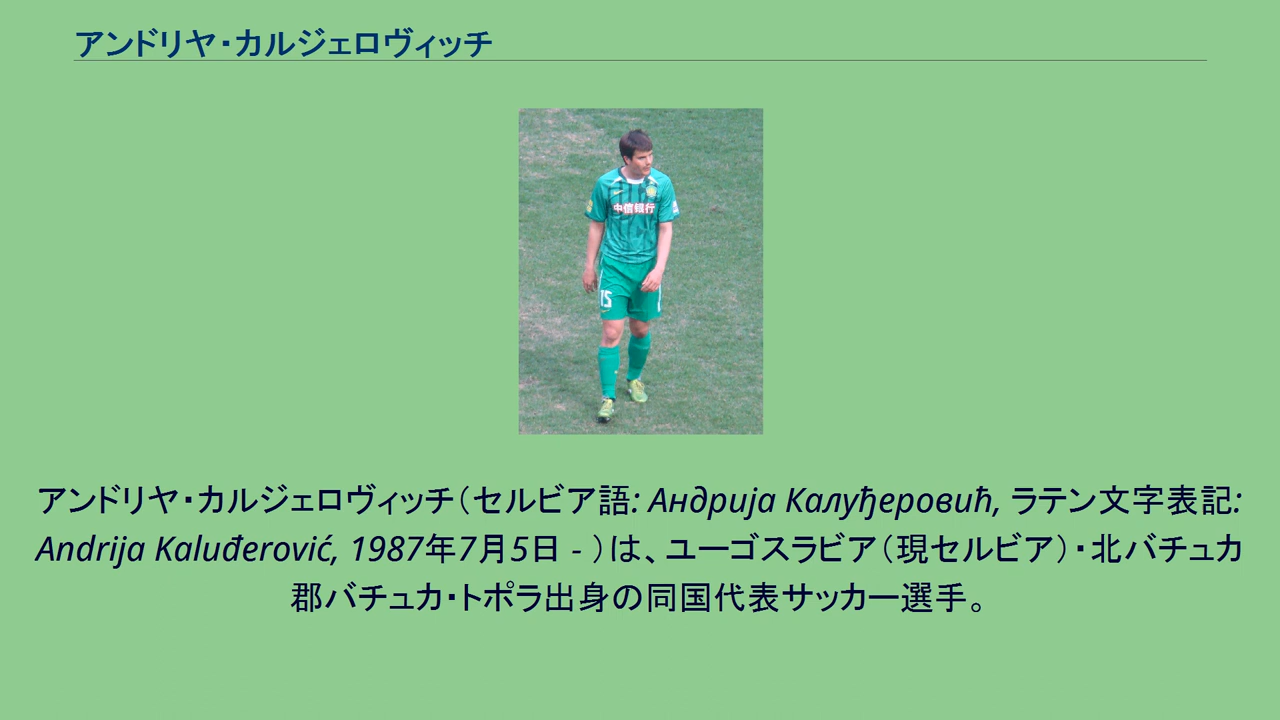 アンドリヤ・カルジェロヴィッチ
中信银行
15
アンドリヤ・カルジェロヴィッチ（セルビア語: Андрија Калуђеровић, ラテン文字表記:
Andrija Kaluđerović, 1987年7月5日 - ）は、ユーゴスラビア（現セルビア）・北バチュカ
郡バチュカ・トポラ出身の同国代表サッカー選手。